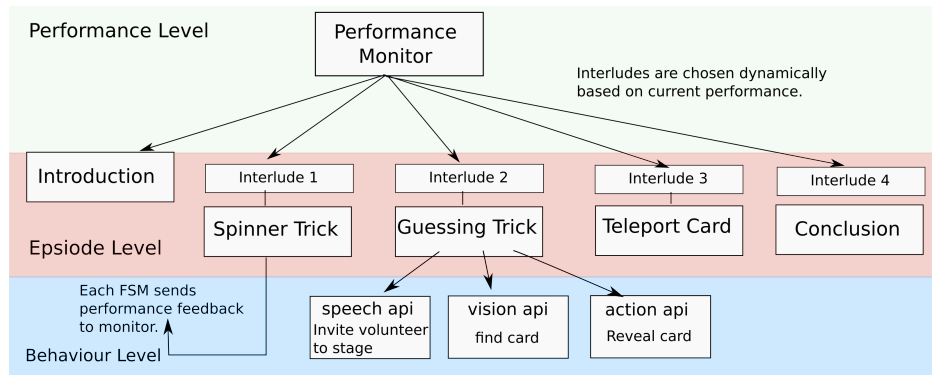 Performance Level
Performance
Monitor
Interludes are chosen dynamically
based on current performance.
Introduction
Interlude 1
Interlude 2
Interlude 3
Interlude 4
Spinner Trick
Guessing Trick
Teleport Card
Conclusion
Epsiode Level
Each FSM sends
performance feedback
to monitor.
Behaviour Level
speech api
Invite volunteer
to stage
vision api
find card
action api
Reveal card